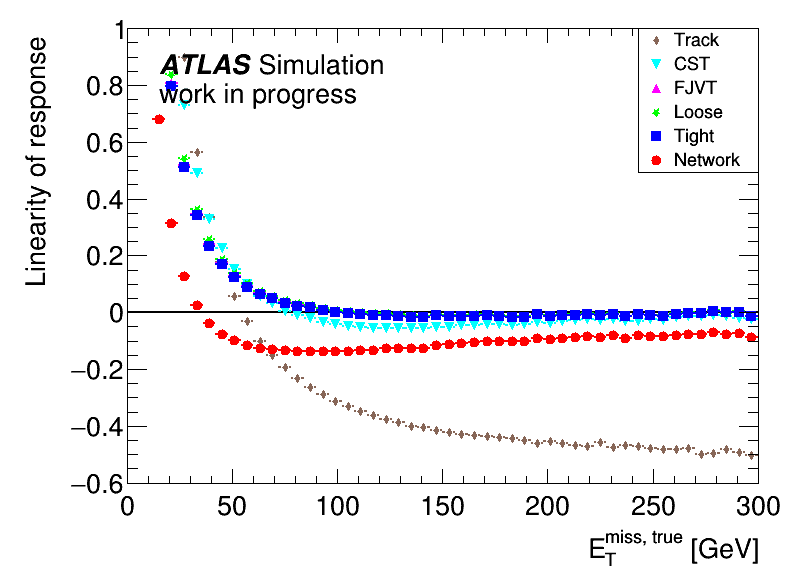 1
0.8
0.6
0.4
0.2
0
−0.2
−0.4
−0.6
Linearity of response
ATLAS Simulation
work in progress
Track
CST
FJVT
Loose
Tight
Network
0 50 100 150 200 250 300
E_T^miss, true [GeV]